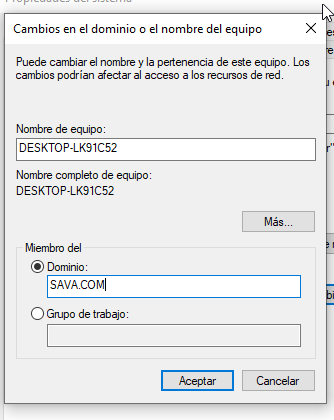 Propiedades del sistema
Cambios en el dominio o el nombre del equipo
Puede cambiar el nombre y la pertenencia de este equipo. Los
cambios podrían afectar al acceso a los recursos de red.
Nombre de equipo:
DESKTOP-LK91C52
Nombre completo de equipo:
DESKTOP-LK91C52
Más...
Miembro del
Dominio:
SAVA.COM
Grupo de trabajo:
Aceptar
Cancelar